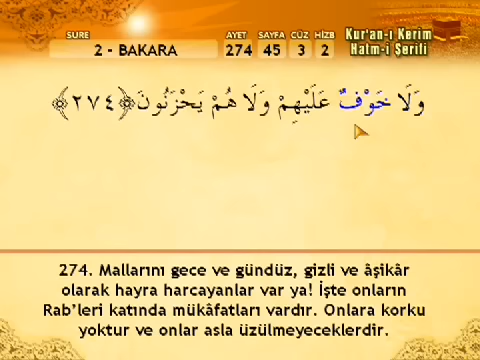 SURE AYET SAYFA CÜZ HİZB Kur'an-ı Kerim
2 - BAKARA 274 45 3 2 Hatm-i Şerifi
وَلَا خَوْفٌ عَلَيْهِمْ وَلَا هُمْ يَحْزَنُونَ ﴿٢٧٤﴾
274. Mallarını gece ve gündüz, gizli ve âşikâr
olarak hayra harcayanlar var ya! İşte onların
Rab'leri katında mükâfatları vardır. Onlara korku
yoktur ve onlar asla üzülmeyeceklerdir.